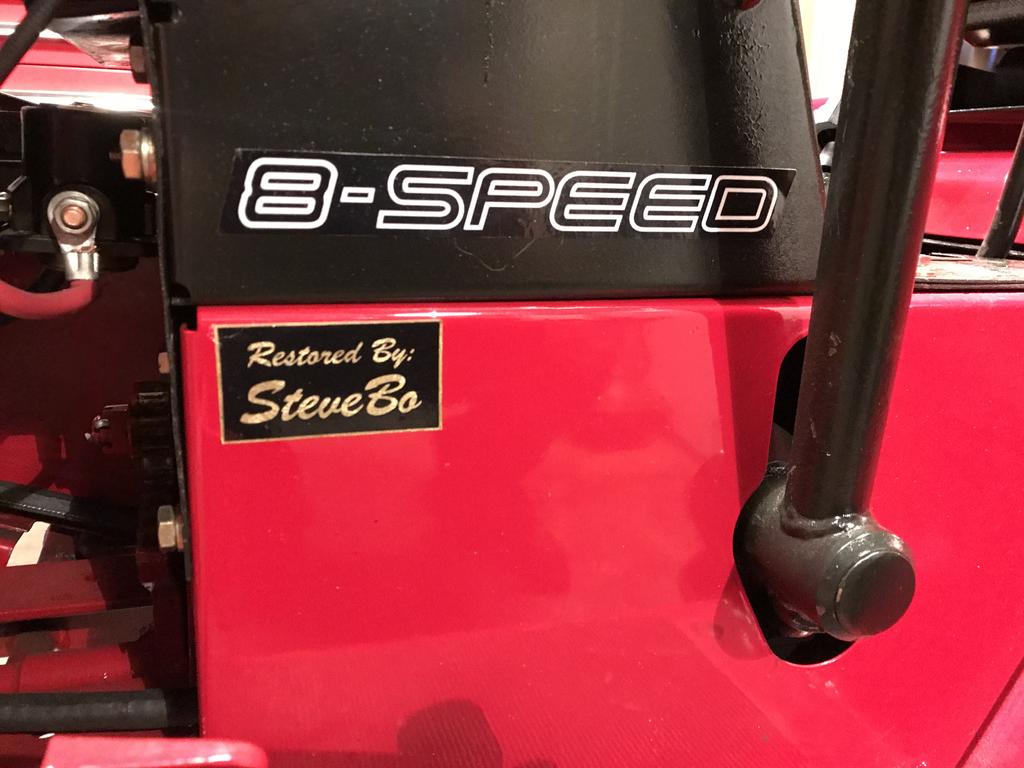 8-SPEED
Restored By:
SteveBo